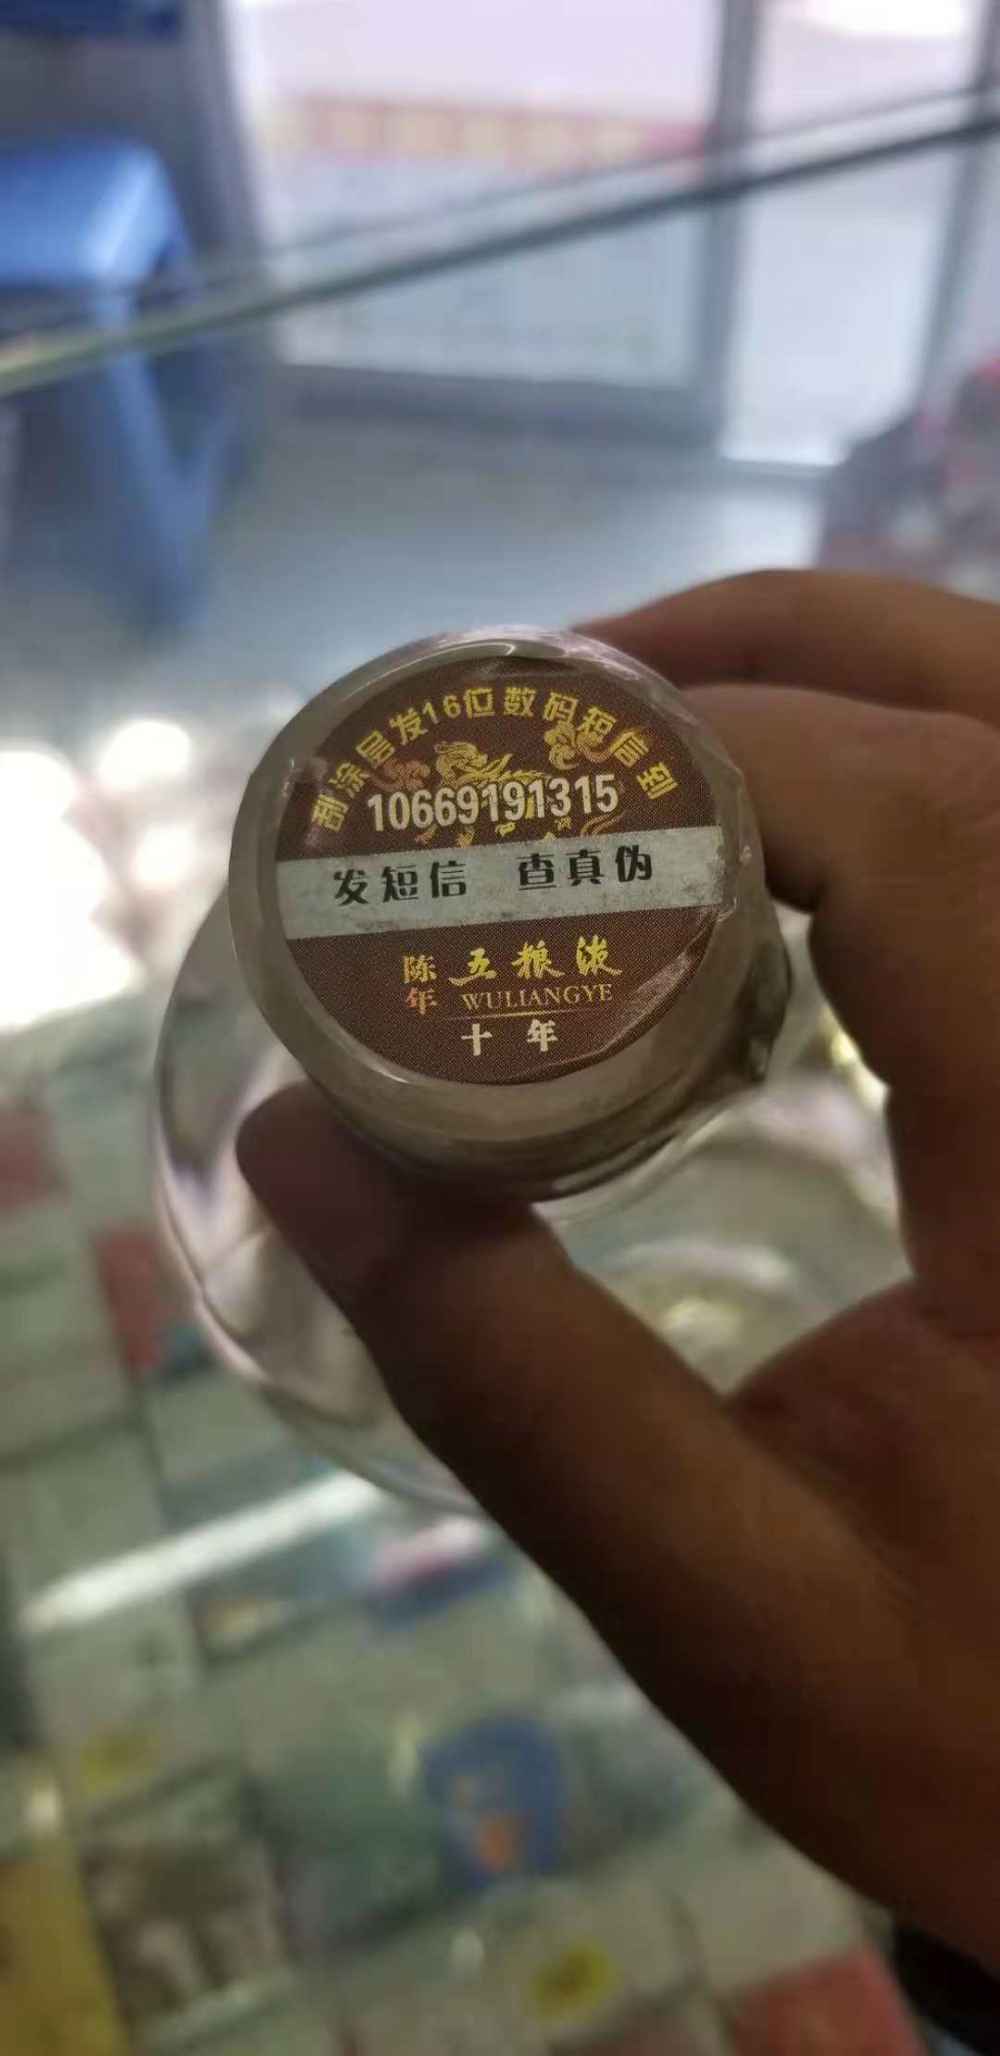 刮涂层发16位数码短信到
10669191315
发短信 查真伪
陈年 五粮液
WULIANGYE
十年